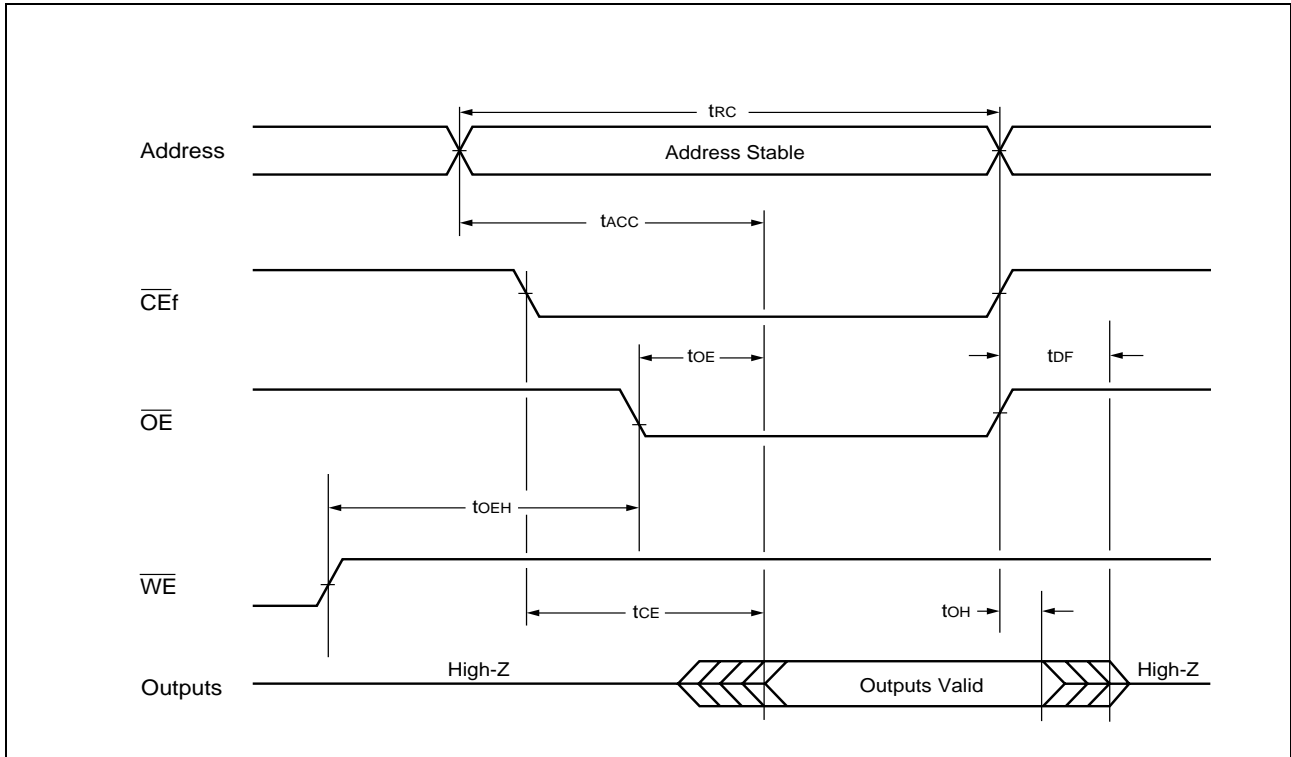 tRC
Address
Address Stable
tACC
CEf
tOE
tDF
OE
tOEH
WE
tCE
tOH
High-Z
High-Z
Outputs
Outputs Valid